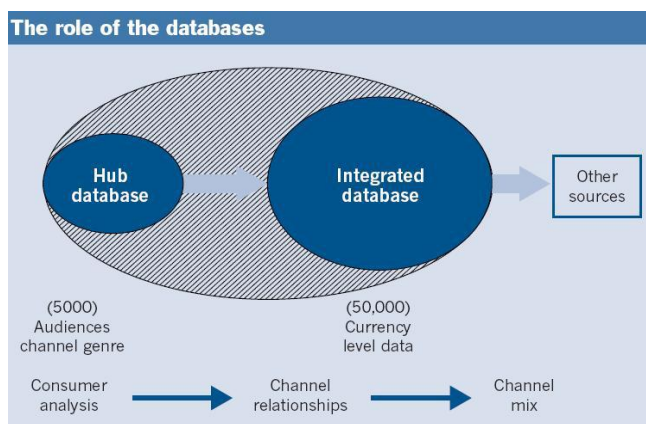 The role of the databases
Hub
database
Integrated
database
Other
sources
(5000)
Audiences
channel genre
(50,000)
Currency
level data
Consumer
analysis
Channel
relationships
Channel
mix